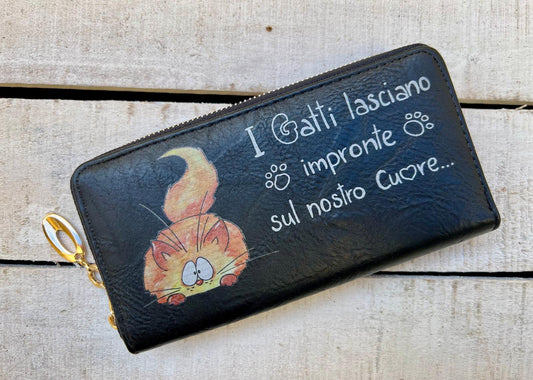 I Gatti lasciano
impronte
sul nostro Cuore...